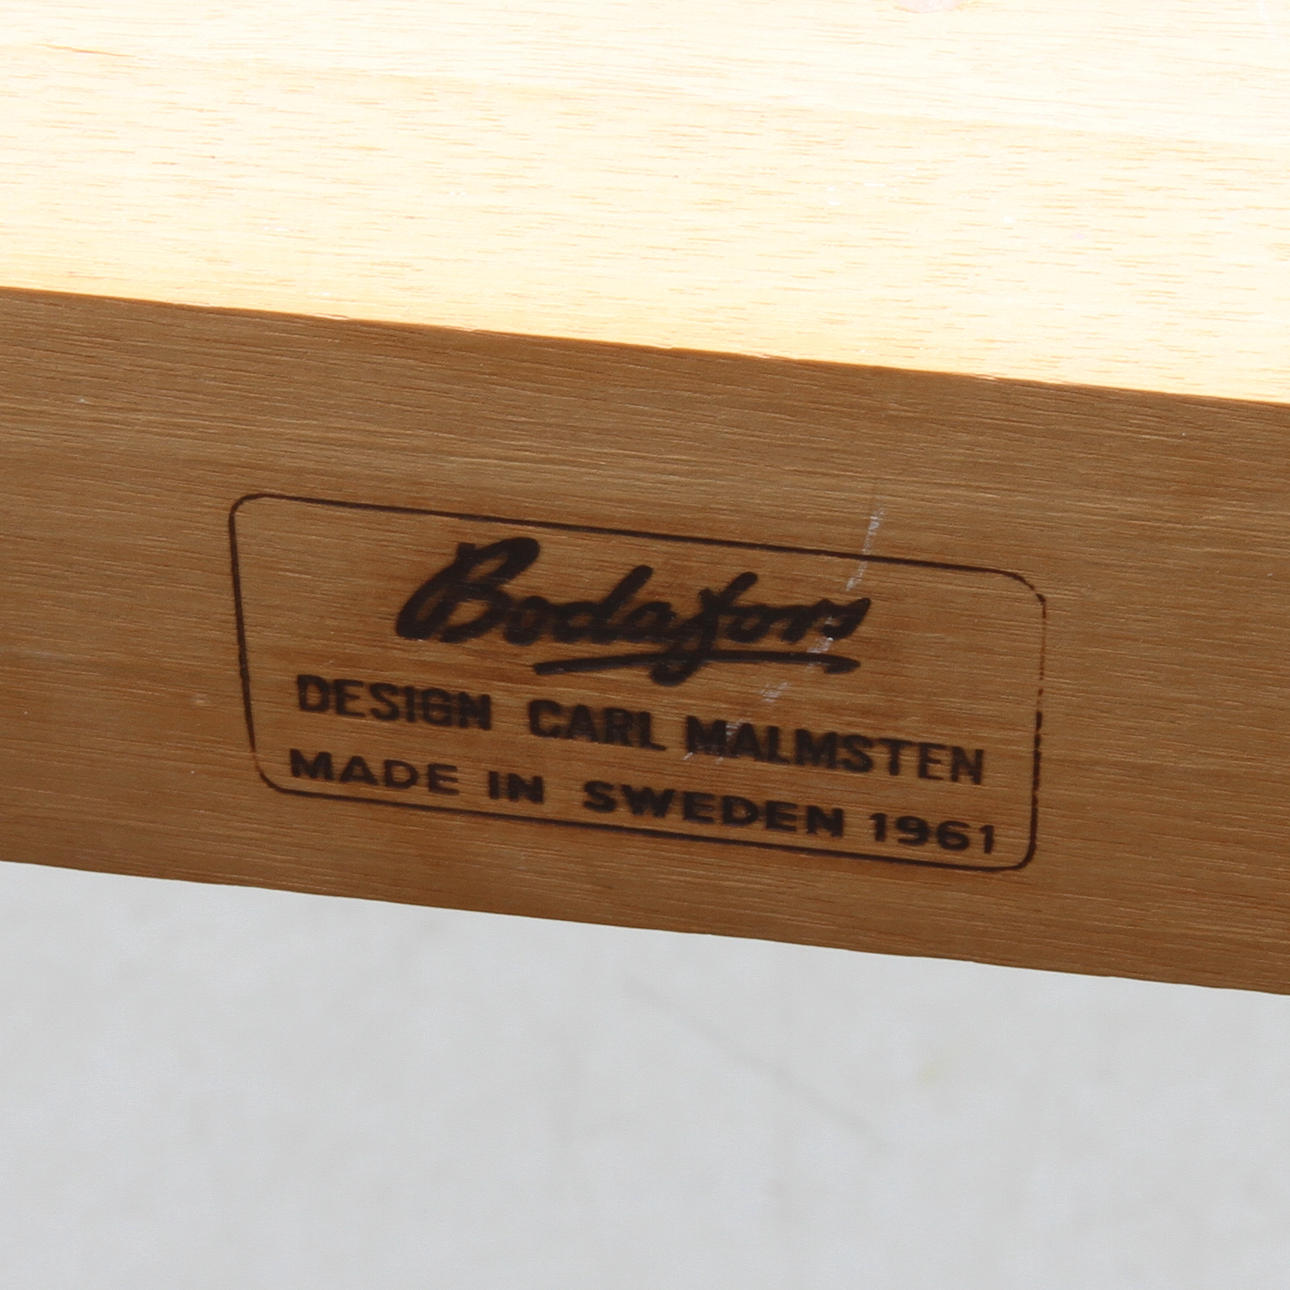 Bodafors
DESIGN CARL MALMSTEN
MADE IN SWEDEN 1961